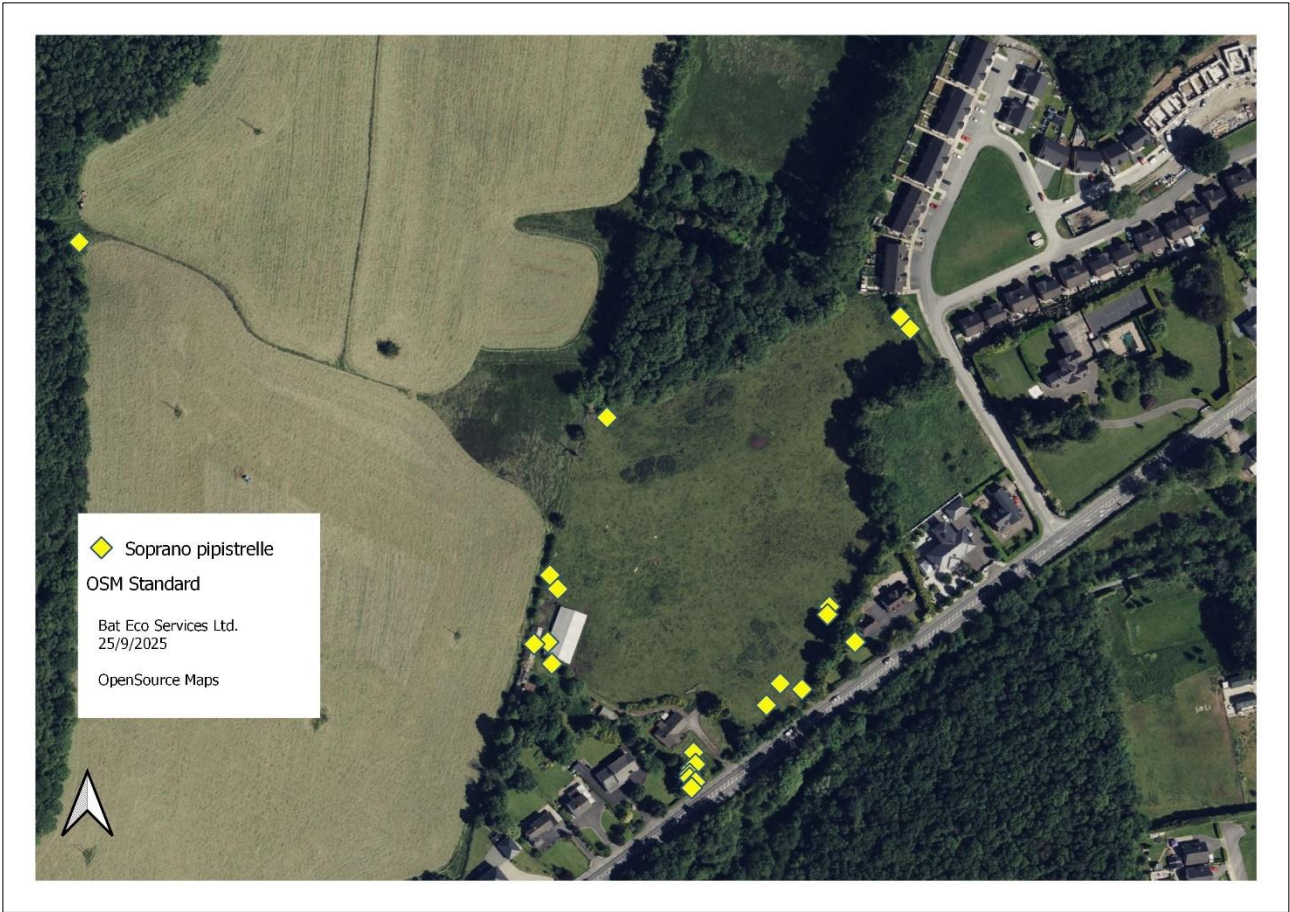 Soprano pipistrelle
OSM Standard
Bat Eco Services Ltd.
25/9/2025
OpenSource Maps